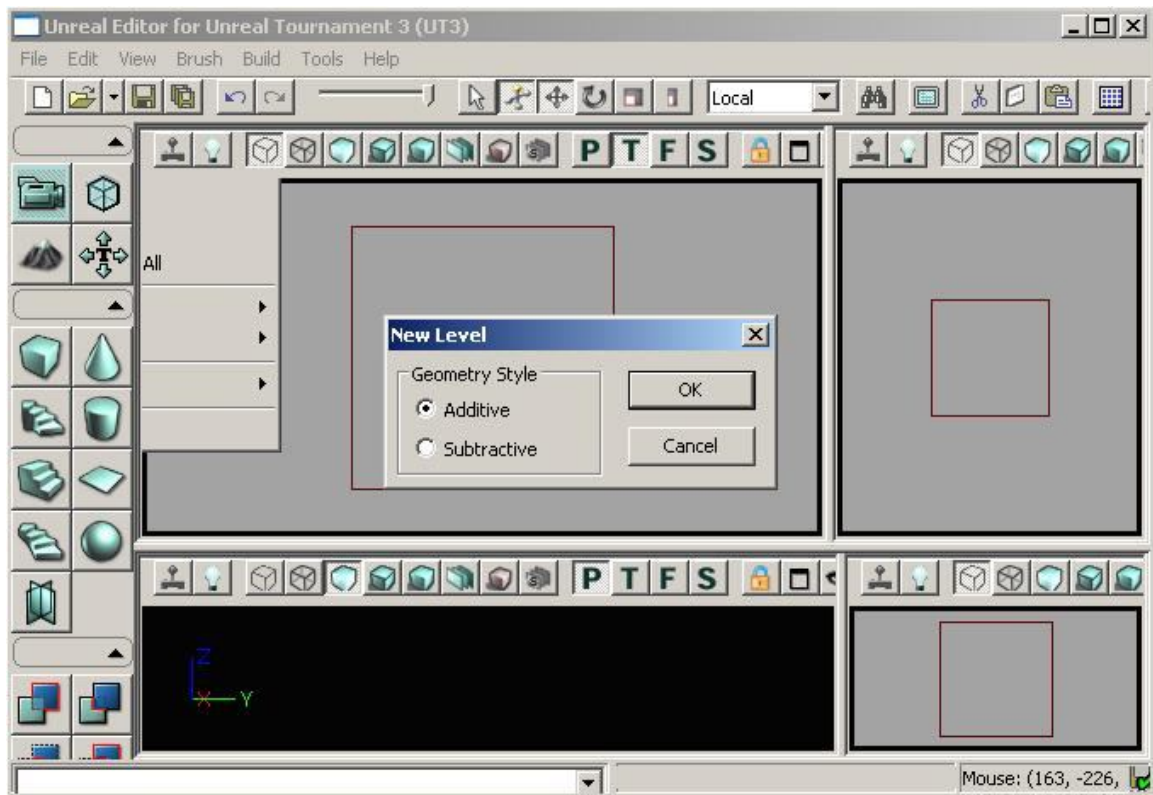 Unreal Editor for Unreal Tournament 3 (UT3)
File Edit View Brush Build Tools Help
Local
P T F S
All
New Level
Geometry Style
Additive
Subtractive
OK
Cancel
P T F S
Z
X Y
Mouse: (163, -226,